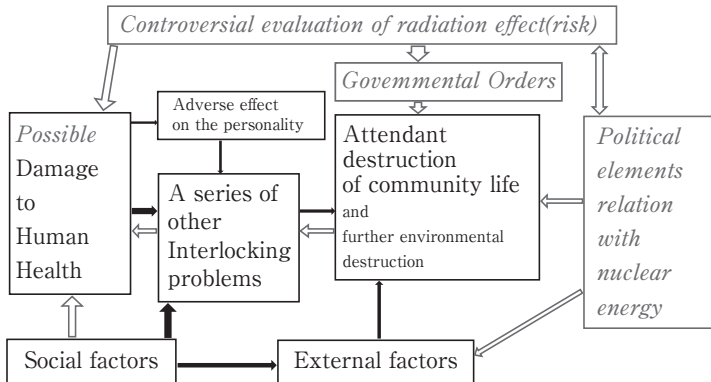 Controversial evaluation of radiation effect(risk)
Govemmental Orders
Adverse effect
on the personality
Possible
Damage
to
Human
Health
A series of
other
Interlocking
problems
Attendant
destruction
of community life
and
further environmental
destruction
Political
elements
relation
with
nuclear
energy
Social factors
External factors